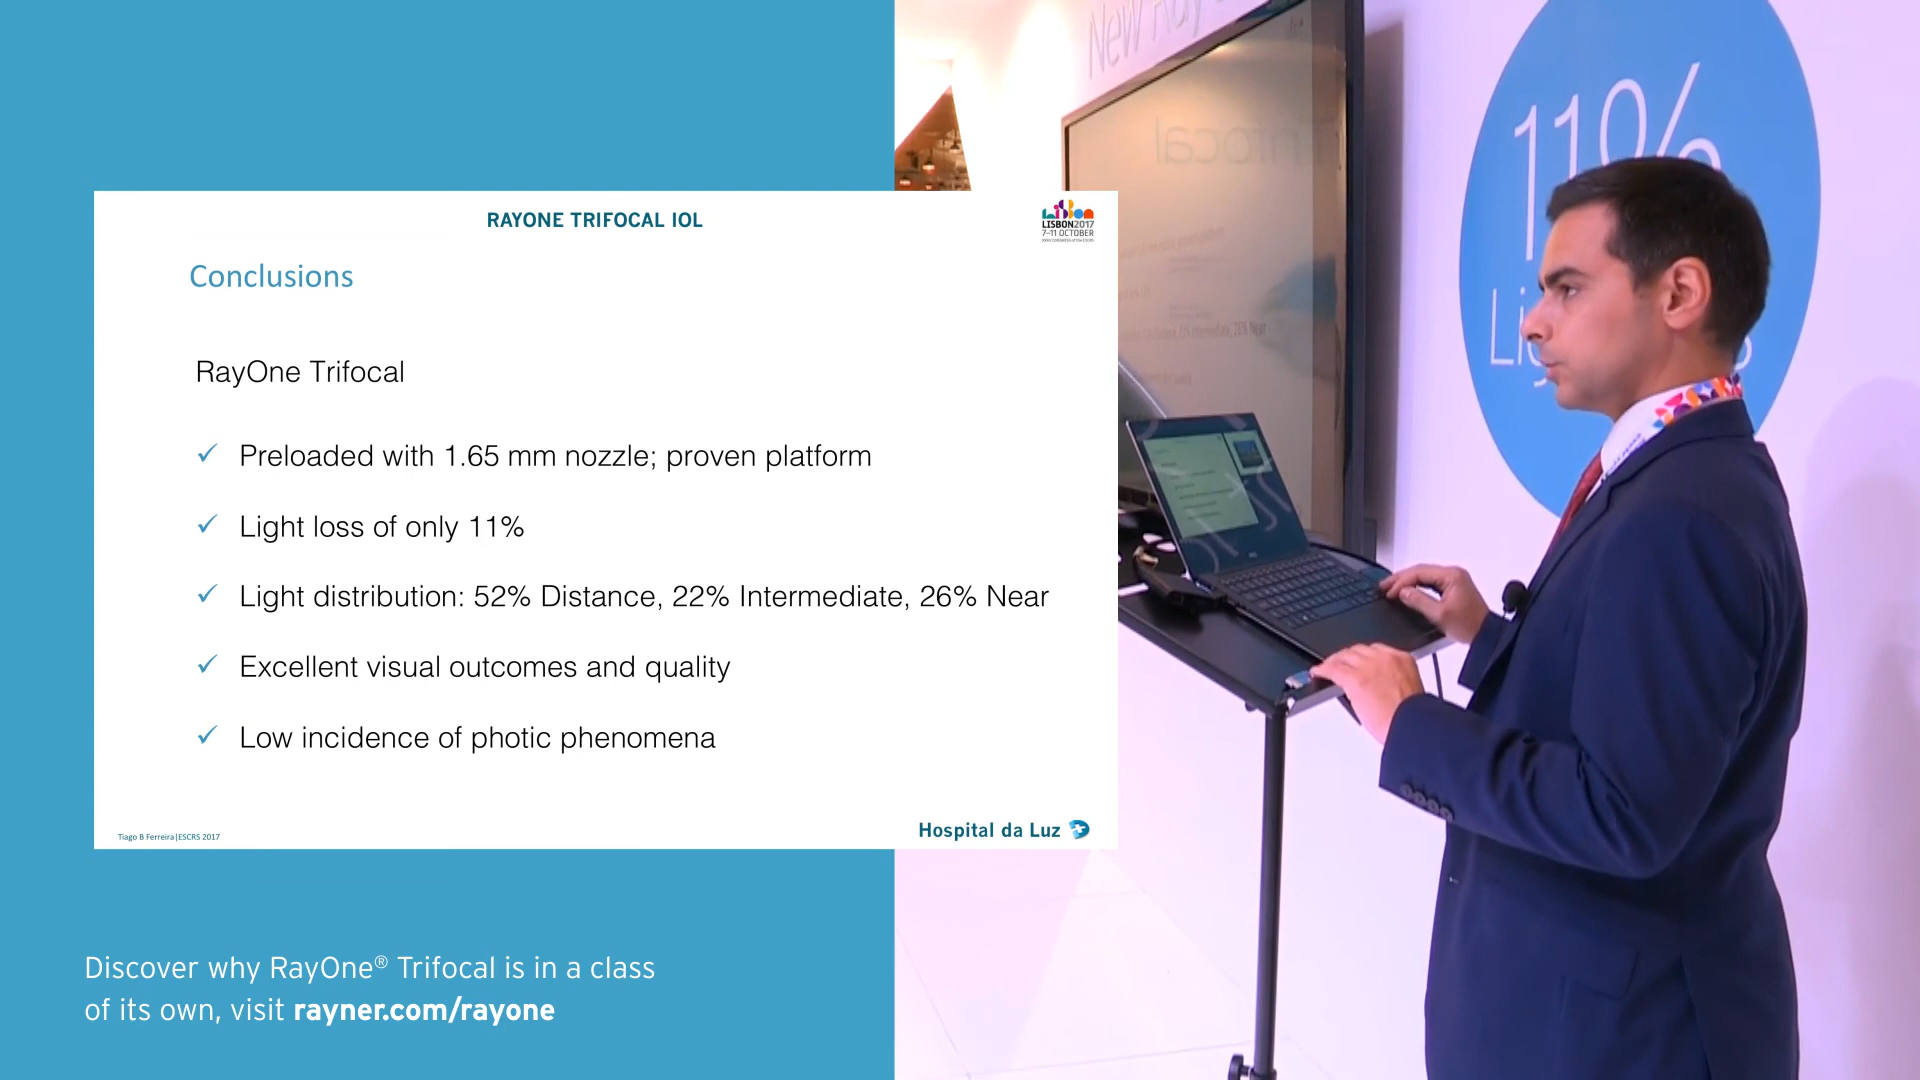 New Ray
11%
RAYONE TRIFOCAL IOL
LISBON2017
7-11 OCTOBER
Conclusions
RayOne Trifocal
Preloaded with 1.65 mm nozzle; proven platform
Light loss of only 11%
Light distribution: 52% Distance, 22% Intermediate, 26% Near
Excellent visual outcomes and quality
Low incidence of photic phenomena
Tiago B Ferreira|ESCRS 2017
Hospital da Luz
Discover why RayOne® Trifocal is in a class
of its own, visit rayner.com/rayone